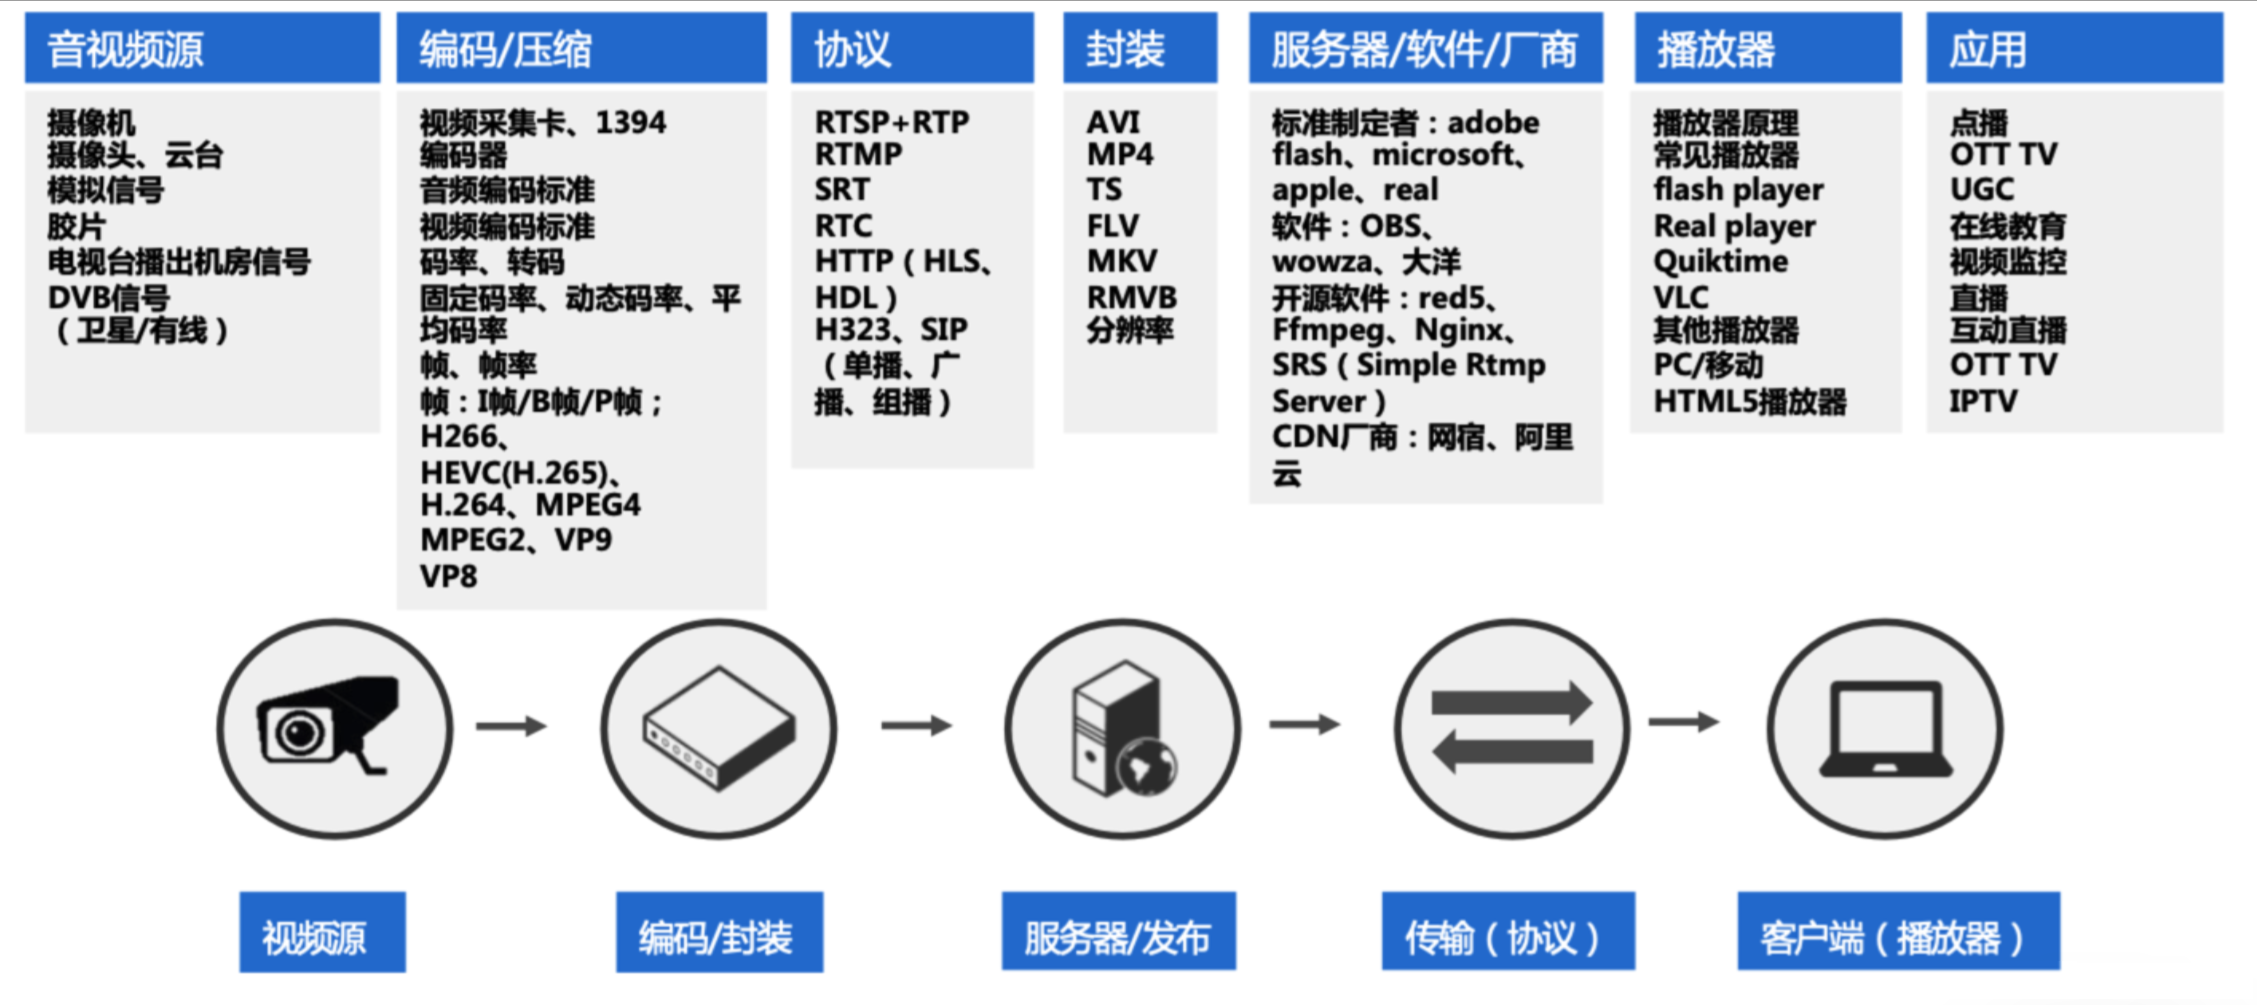 音视频源
摄像机
摄像头、云台
模拟信号
胶片
电视台播出机房信号
DVB信号
（卫星/有线）
编码/压缩
视频采集卡、1394
编码器
音频编码标准
视频编码标准
码率、转码
固定码率、动态码率、平
均码率
帧、帧率
帧：I帧/B帧/P帧；
H266、
HEVC(H.265)、
H.264、MPEG4
MPEG2、VP9
VP8
协议
RTSP+RTP
RTMP
SRT
RTC
HTTP（HLS、
HDL）
H323、SIP
（单播、广
播、组播）
封装
AVI
MP4
TS
FLV
MKV
RMVB
分辨率
服务器/软件/厂商
标准制定者：adobe
flash、microsoft、
apple、real
软件：OBS、
wowza、大洋
开源软件：red5、
Ffmpeg、Nginx、
SRS（Simple Rtmp
Server）
CDN厂商：网宿、阿里
云
播放器
播放器原理
常见播放器
flash player
Real player
Quiktime
VLC
其他播放器
PC/移动
HTML5播放器
应用
点播
OTT TV
UGC
在线教育
视频监控
直播
互动直播
OTT TV
IPTV
视频源
编码/封装
服务器/发布
传输（协议）
客户端（播放器）